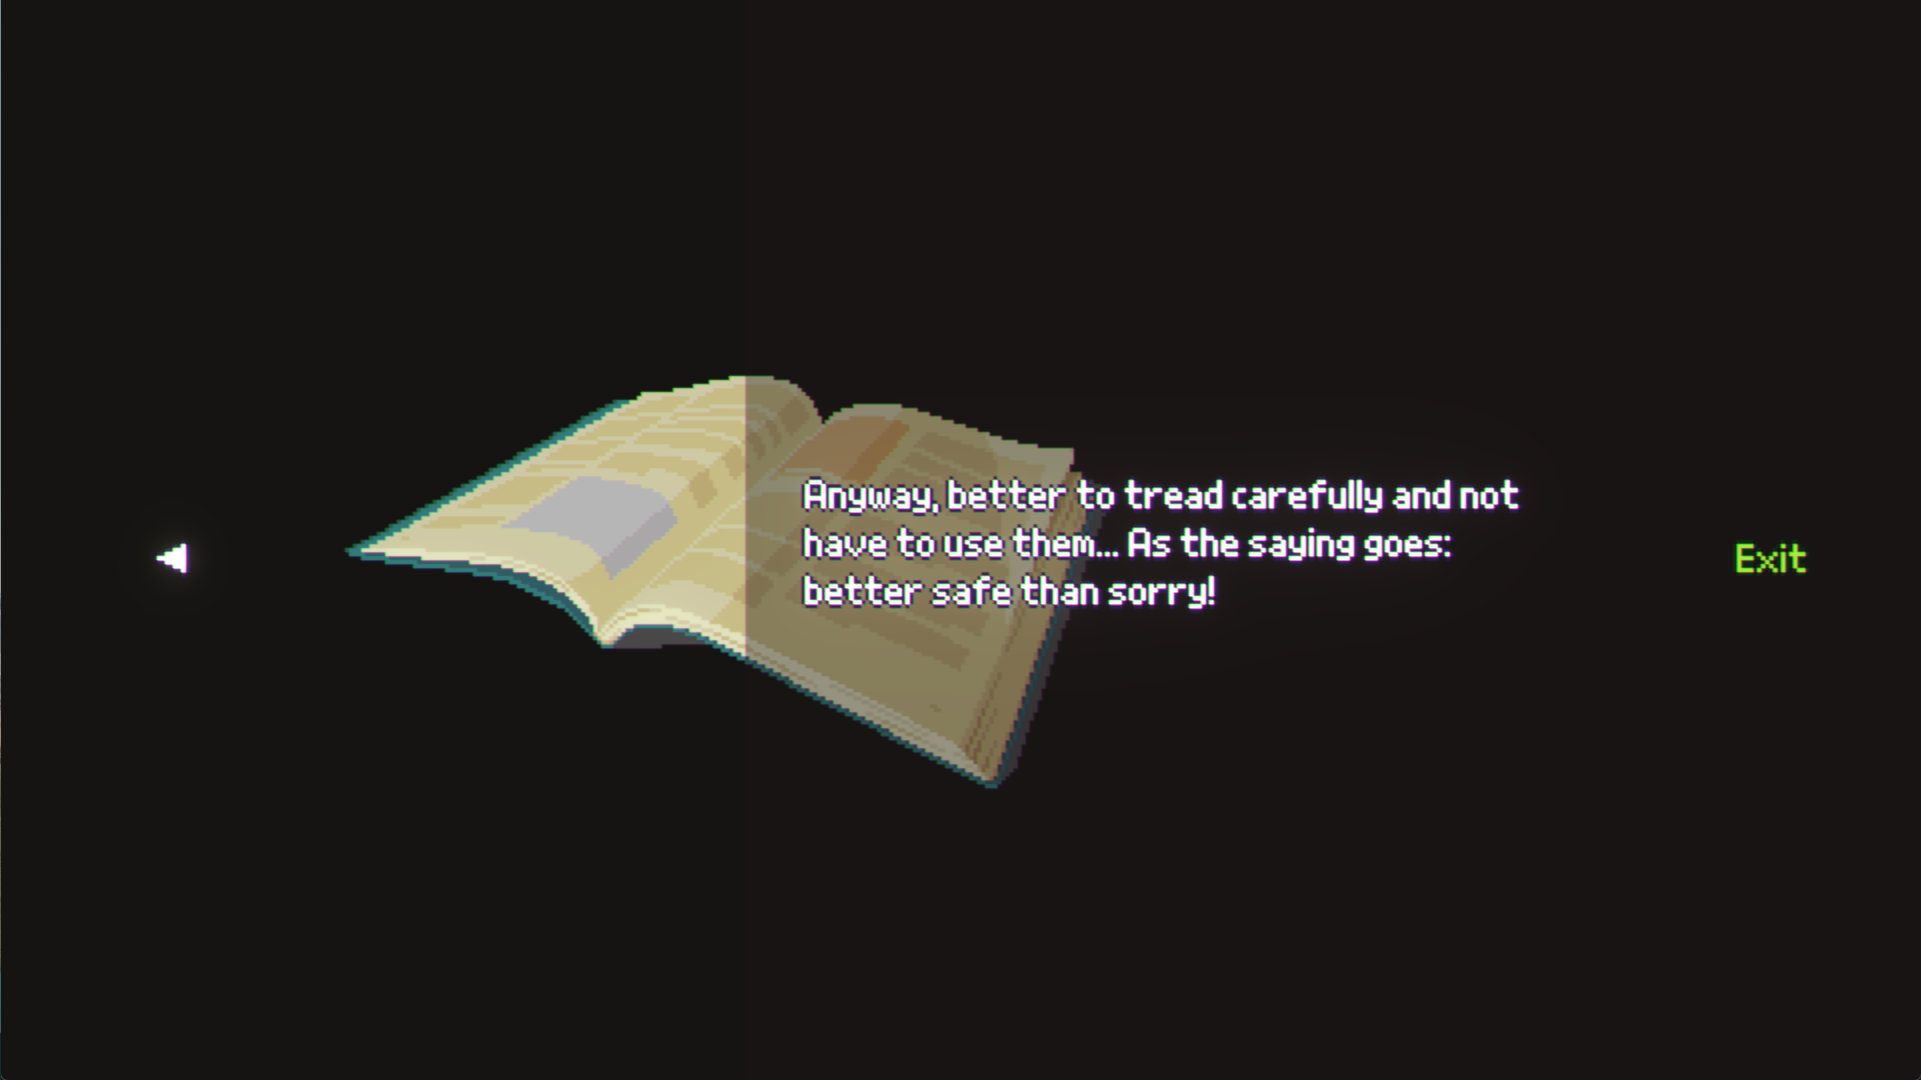 Anyway, better to tread carefully and not
have to use them... As the saying goes:
better safe than sorry!
Exit